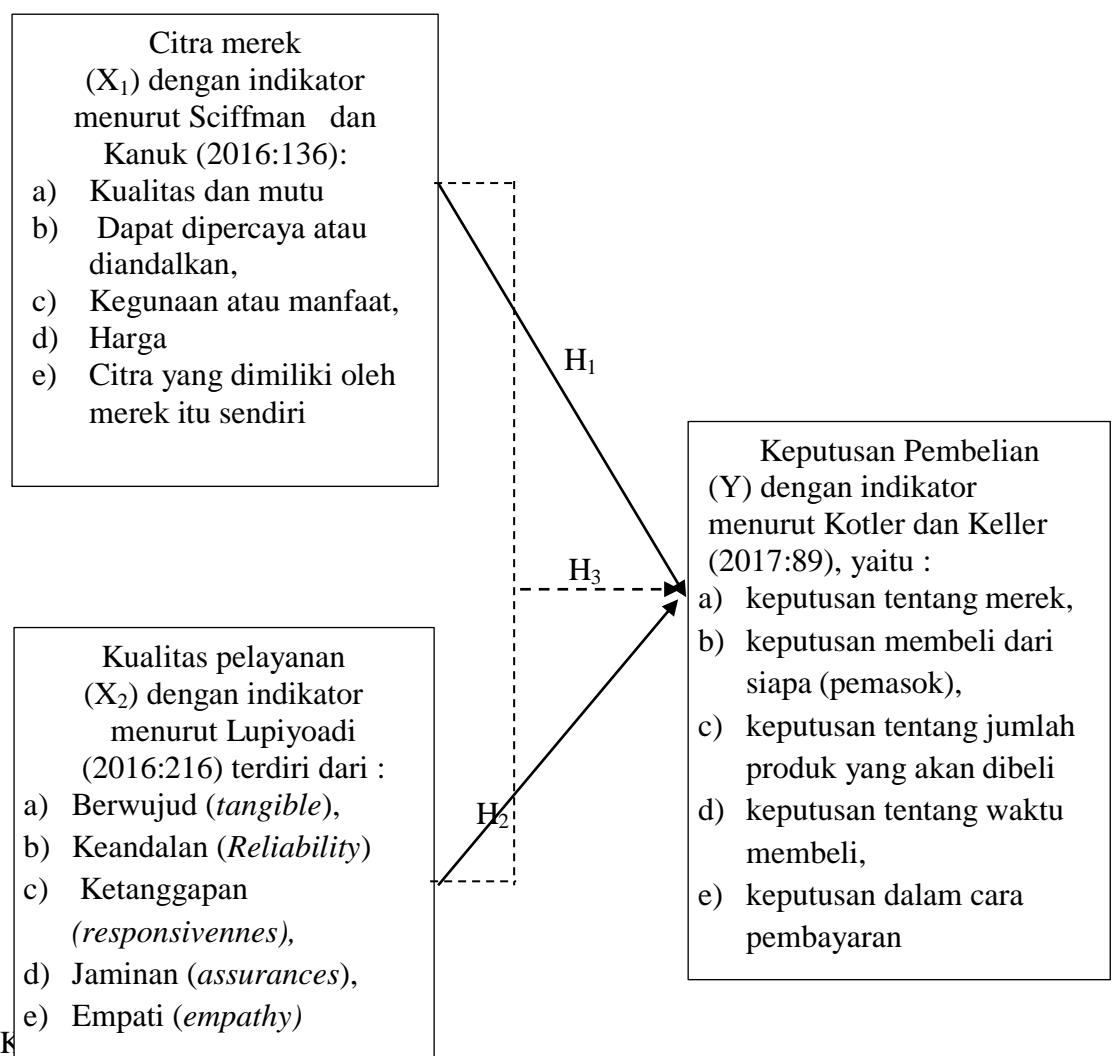 Citra merek
(X1) dengan indikator
menurut Sciffman dan
Kanuk (2016:136):
a) Kualitas dan mutu
b) Dapat dipercaya atau
diandalkan,
c) Kegunaan atau manfaat,
d) Harga
e) Citra yang dimiliki oleh
merek itu sendiri
H1
Keputusan Pembelian
(Y) dengan indikator
menurut Kotler dan Keller
(2017:89), yaitu :
a) keputusan tentang merek,
b) keputusan membeli dari
siapa (pemasok),
c) keputusan tentang jumlah
produk yang akan dibeli
d) keputusan tentang waktu
membeli,
e) keputusan dalam cara
pembayaran
H3
Kualitas pelayanan
(X2) dengan indikator
menurut Lupiyoadi
(2016:216) terdiri dari :
a) Berwujud (tangible),
b) Keandalan (Reliability)
c) Ketanggapan
(responsivennes),
d) Jaminan (assurances),
e) Empati (empathy)
H2